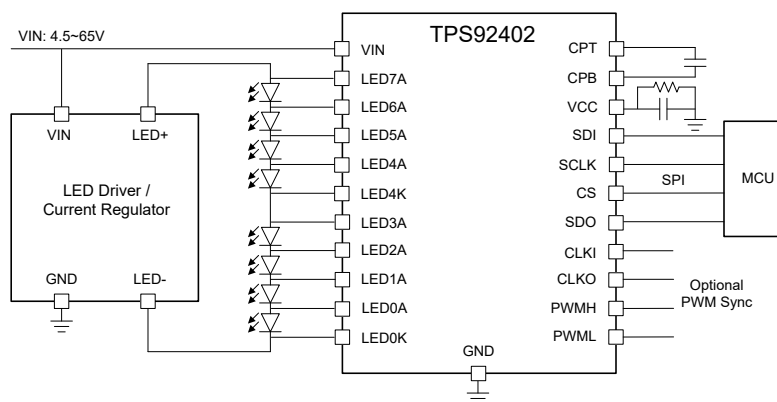 VIN: 4.5~65V
VIN
LED+
LED Driver /
Current Regulator
GND
LED-
TPS92402
VIN
LED7A
LED6A
LED5A
LED4A
LED4K
LED3A
LED2A
LED1A
LED0A
LED0K
GND
CPT
CPB
VCC
SDI
SCLK
CS
SDO
CLKI
CLKO
PWMH
PWML
SPI
MCU
Optional
PWM Sync